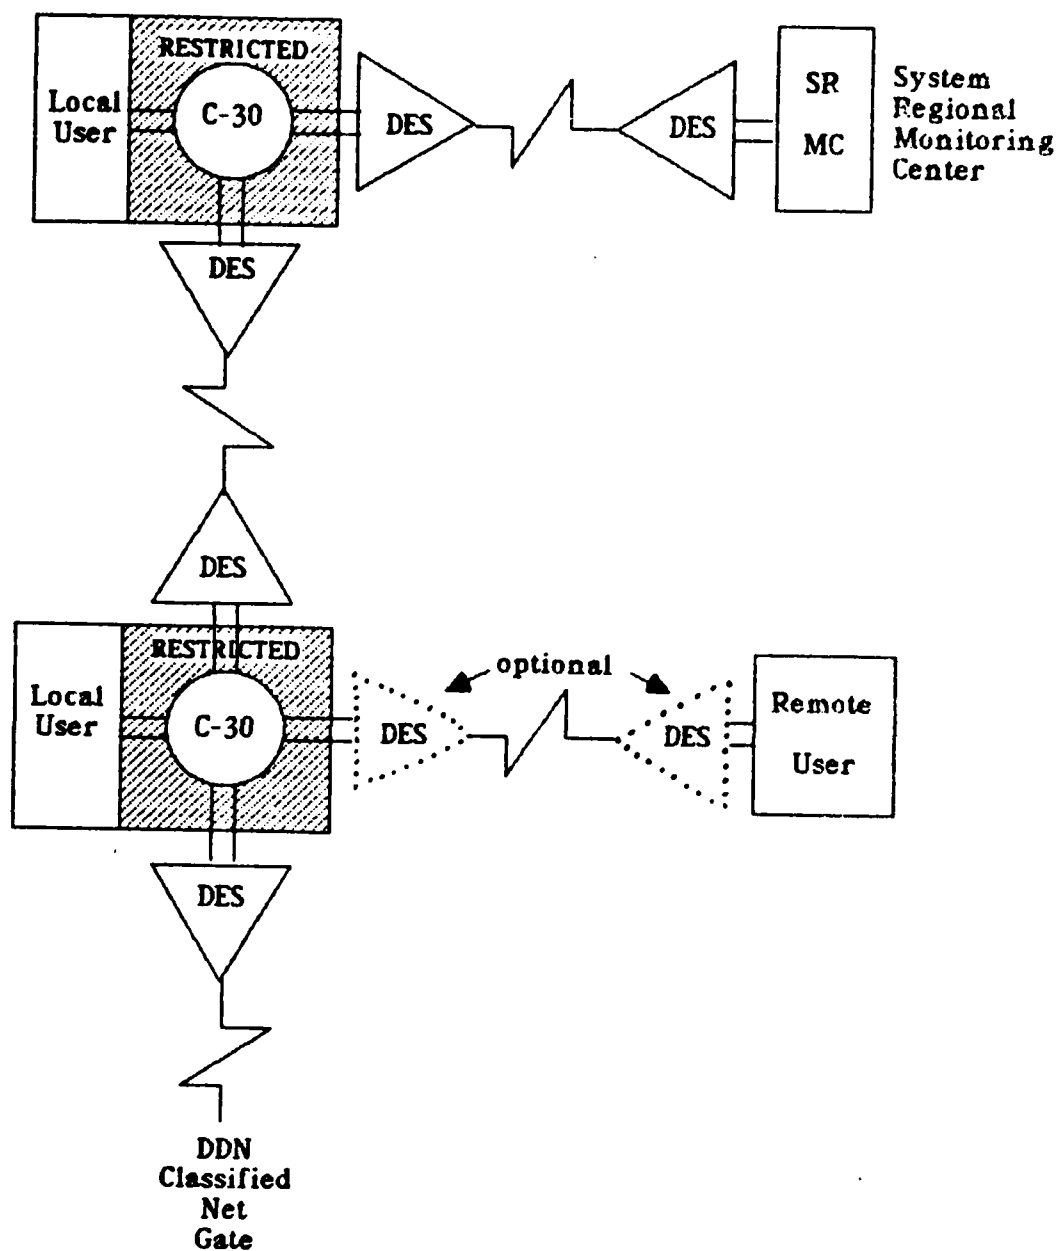 RESTRICTED
Local
User
C-30
DES
DES
SR
MC
System
Regional
Monitoring
Center
DES
DES
RESTRICTED
Local
User
C-30
optional
DES
DES
Remote
User
DES
DDN
Classified
Net
Gate